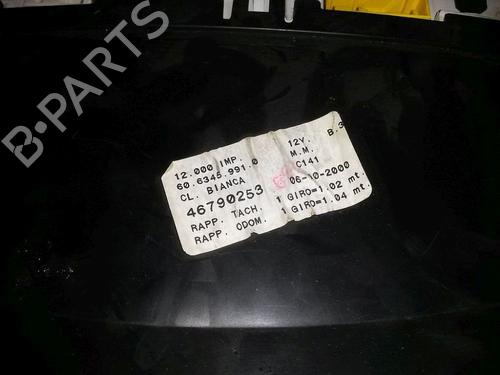 B-PARTS
12.000 IMP. 12V. B.3
60.6345.991.0 M.M.
CL. BIANCA C141
46790253 06-10-2000
RAPP. TACH. 1 GIRO=1.02 mt.
RAPP. ODOM. 1 GIRO=1.04 mt.